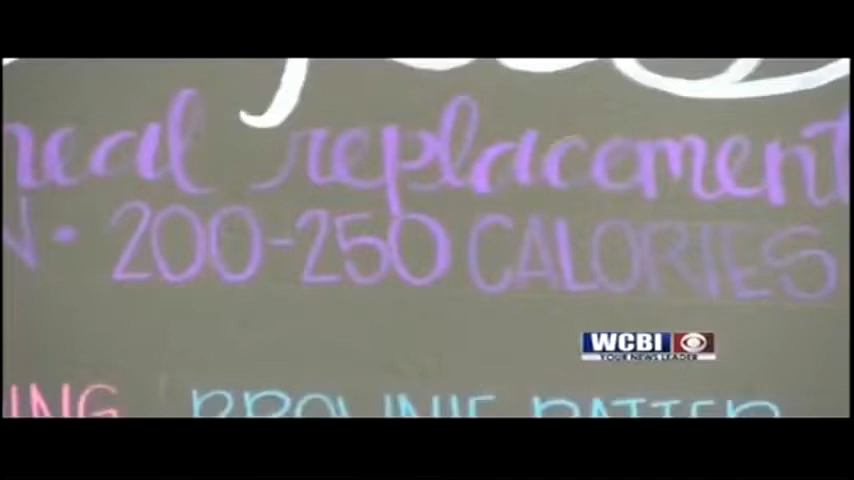 meal replacement
200-250 CALORIES
WCBI
YOUR NEWS LEADER
BROWNIE BATTER